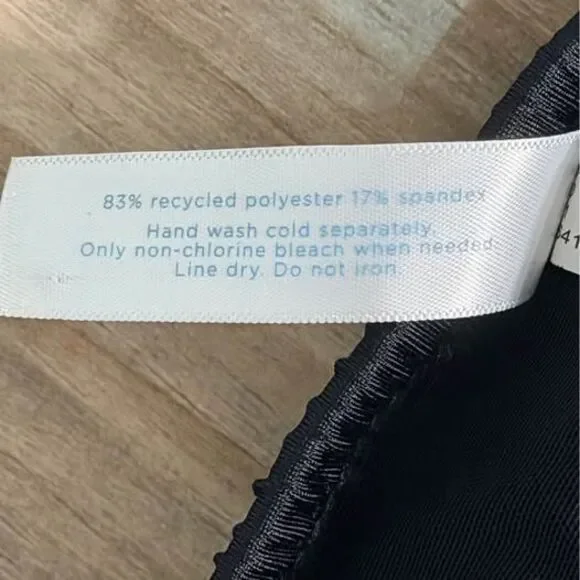 83% recycled polyester 17% spandex
Hand wash cold separately.
Only non-chlorine bleach when needed.
Line dry. Do not iron.
41